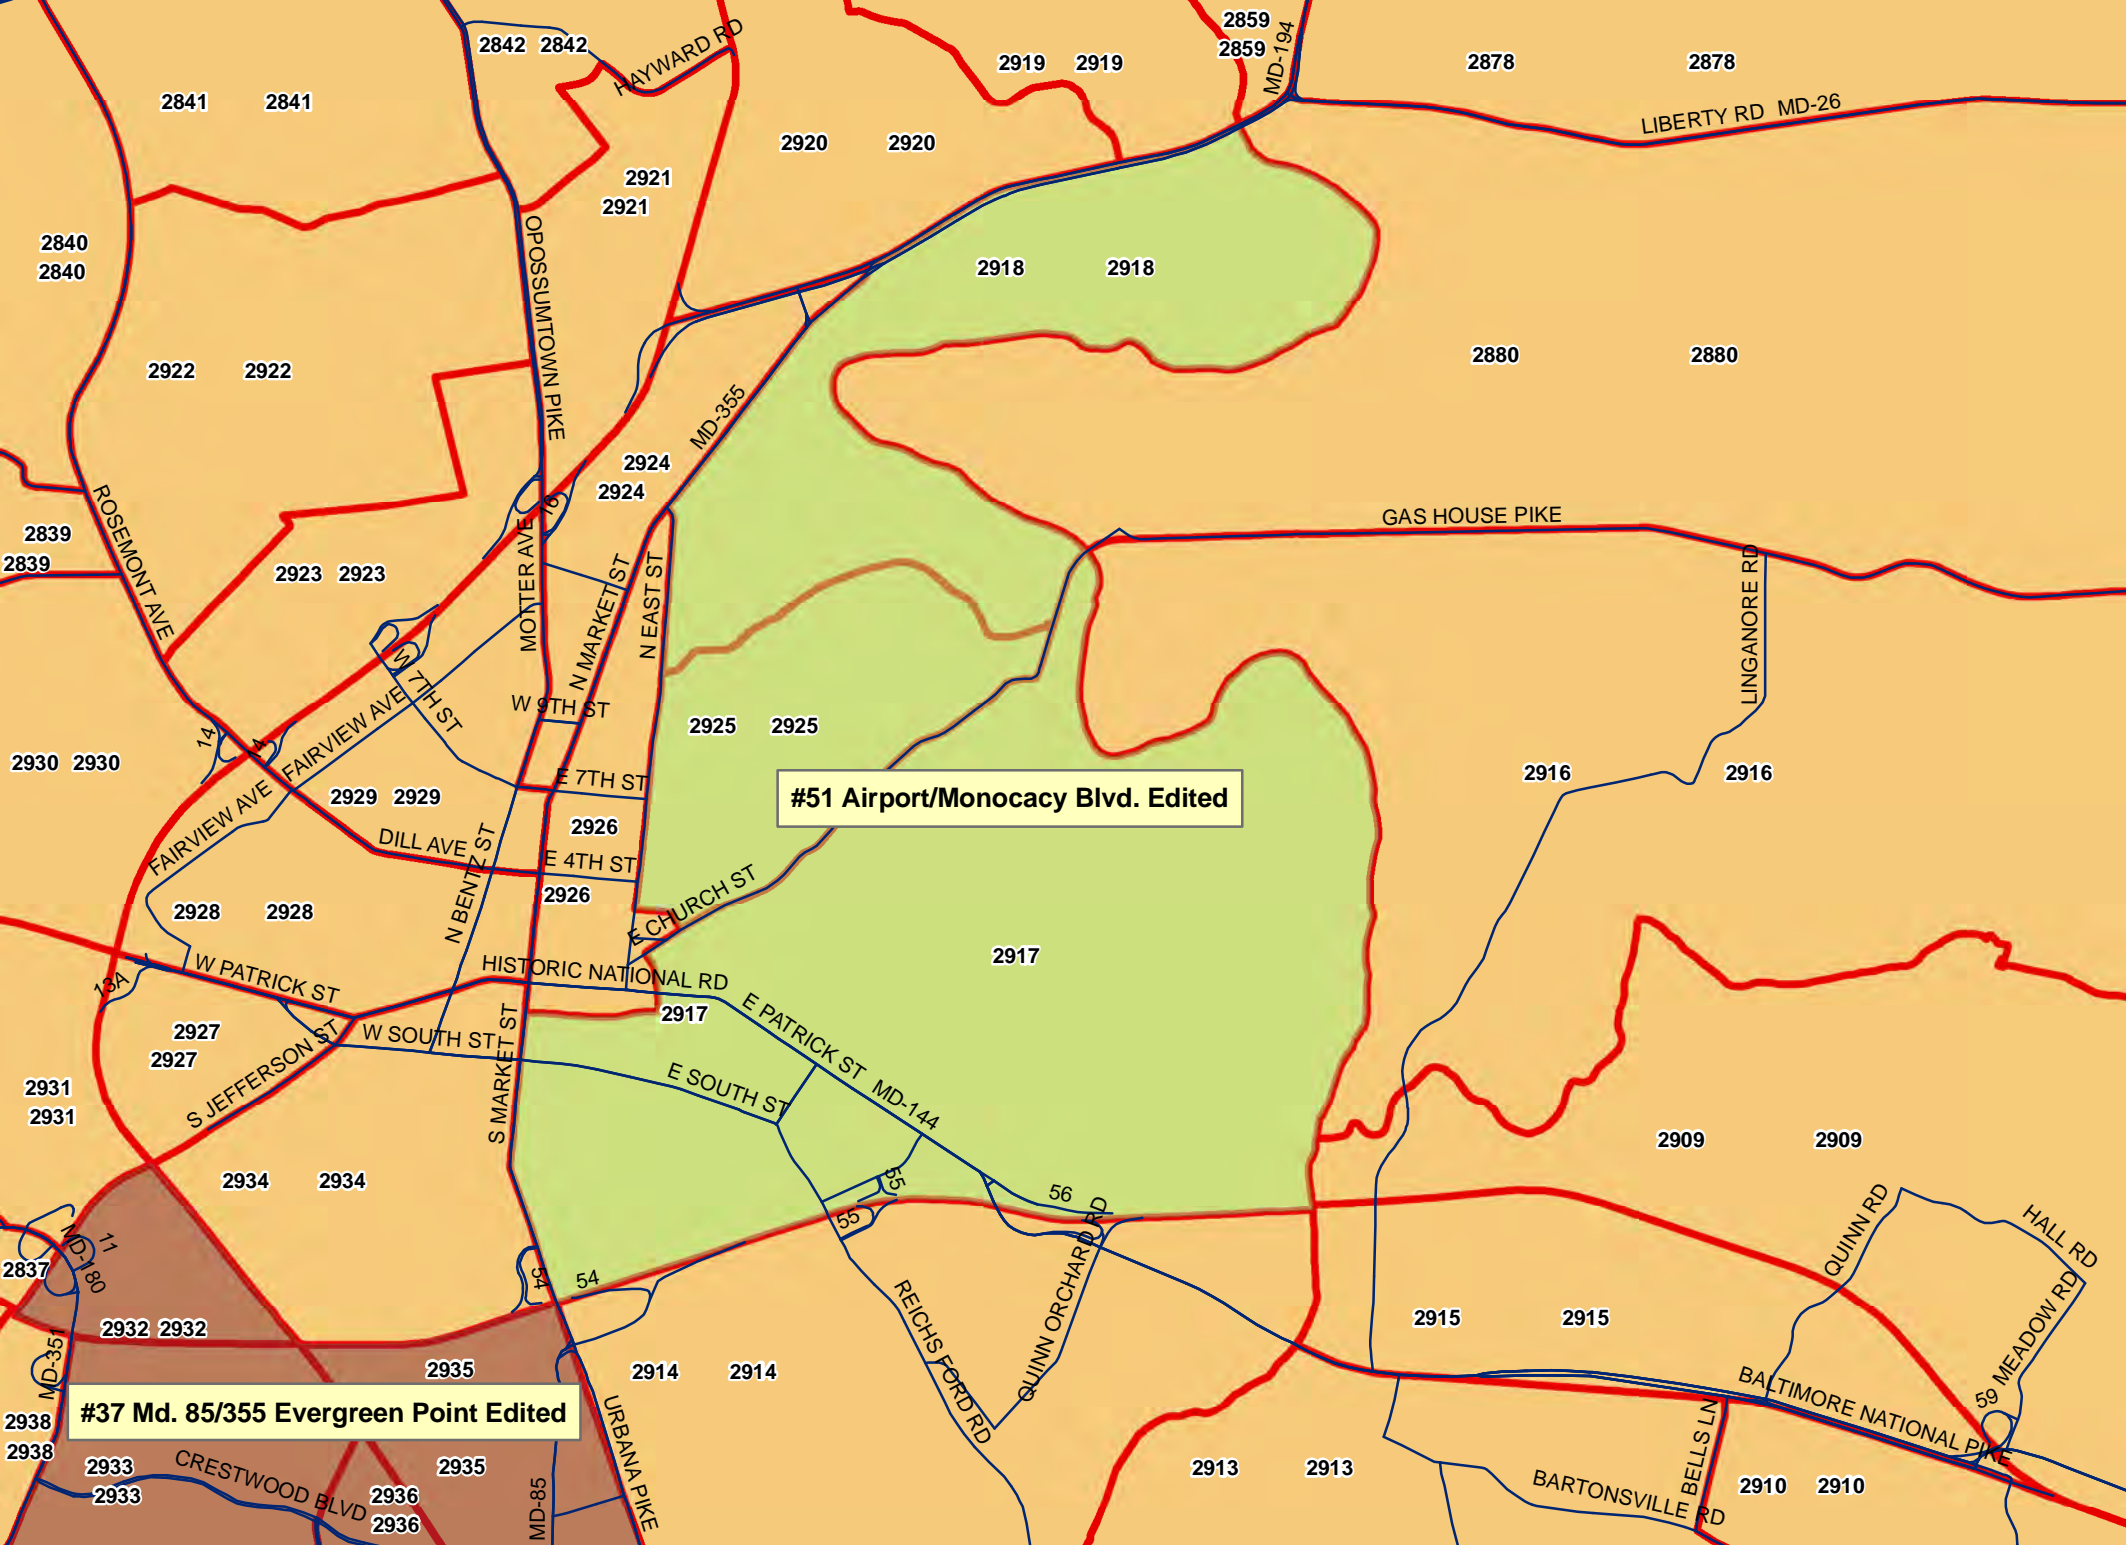 2859
2842 2842
HAYWARD RD
2859
MD-194
2919 2919
2878 2878
2841 2841
LIBERTY RD MD-26
2920 2920
2921
2921
2840
2840
OPOSSUMTOWN PIKE
2918 2918
2880 2880
2922 2922
MD-355
2924
2924
16
ROSEMONT AVE
GAS HOUSE PIKE
2839
2839
2923 2923
MOTTER AVE
N MARKET ST
N EAST ST
LINGANORE RD
W 7TH ST
W 9TH ST
2925 2925
14
14
FAIRVIEW AVE
2930 2930
2916 2916
E 7TH ST
#51 Airport/Monocacy Blvd. Edited
2929 2929
FAIRVIEW AVE
2926
DILL AVE
E 4TH ST
2926
N BENTZ ST
E CHURCH ST
2928 2928
2917
W PATRICK ST
HISTORIC NATIONAL RD
13A
2917
E PATRICK ST MD-144
2927
2927
S JEFFERSON ST
W SOUTH ST
S MARKET ST
E SOUTH ST
2931
2931
2909 2909
2934 2934
55
56
55
QUINN RD
HALL RD
MD-180
11
2837
54
54
REICHS FORD RD
QUINN ORCHARD RD
MEADOW RD
2932 2932
2915 2915
MD-351
2935
2914 2914
BALTIMORE NATIONAL PIKE
59
#37 Md. 85/355 Evergreen Point Edited
2938
2938
URBANA PIKE
BELLS LN
2933
2933
CRESTWOOD BLVD
2935
2936
2936
MD-85
2913 2913
BARTONSVILLE RD
2910 2910